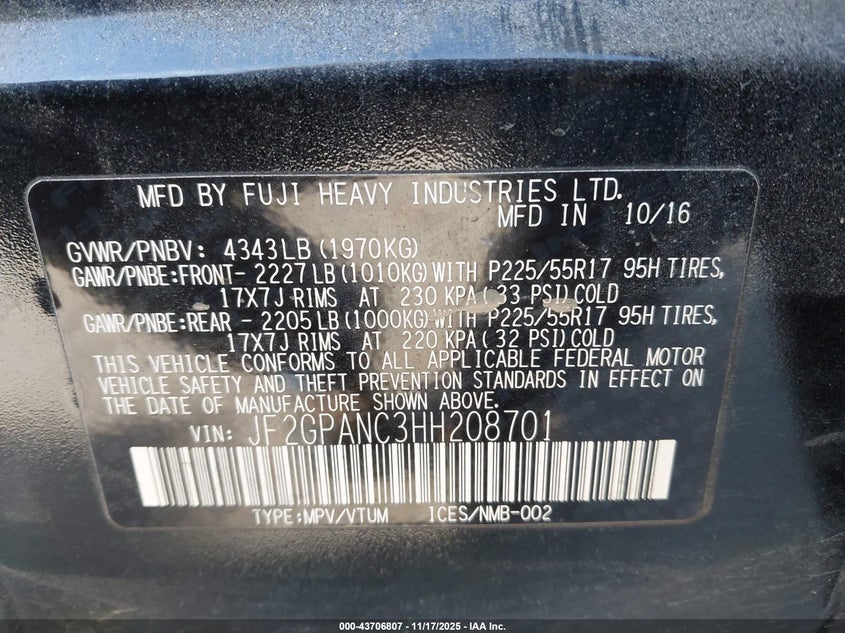 MFD BY FUJI HEAVY INDUSTRIES LTD.
MFD IN 10/16
GVWR/PNBV: 4343LB (1970KG)
GAWR/PNBE:FRONT- 2227 LB (1010KG) WITH P225/55R17 95H TIRES,
17X7J RIMS AT 230 KPA( 33 PSI) COLD
GAWR/PNBE:REAR - 2205 LB (1000KG) WITH P225/55R17 95H TIRES,
17X7J RIMS AT 220 KPA( 32 PSI) COLD
THIS VEHICLE CONFORMS TO ALL APPLICABLE FEDERAL MOTOR
VEHICLE SAFETY AND THEFT PREVENTION STANDARDS IN EFFECT ON
THE DATE OF MANUFACTURE SHOWN ABOVE.
VIN: JF2GPANC3HH208701
TYPE:MPV/VTUM ICES/NMB-002
000-43706807 - 11/17/2025 - IAA Inc.